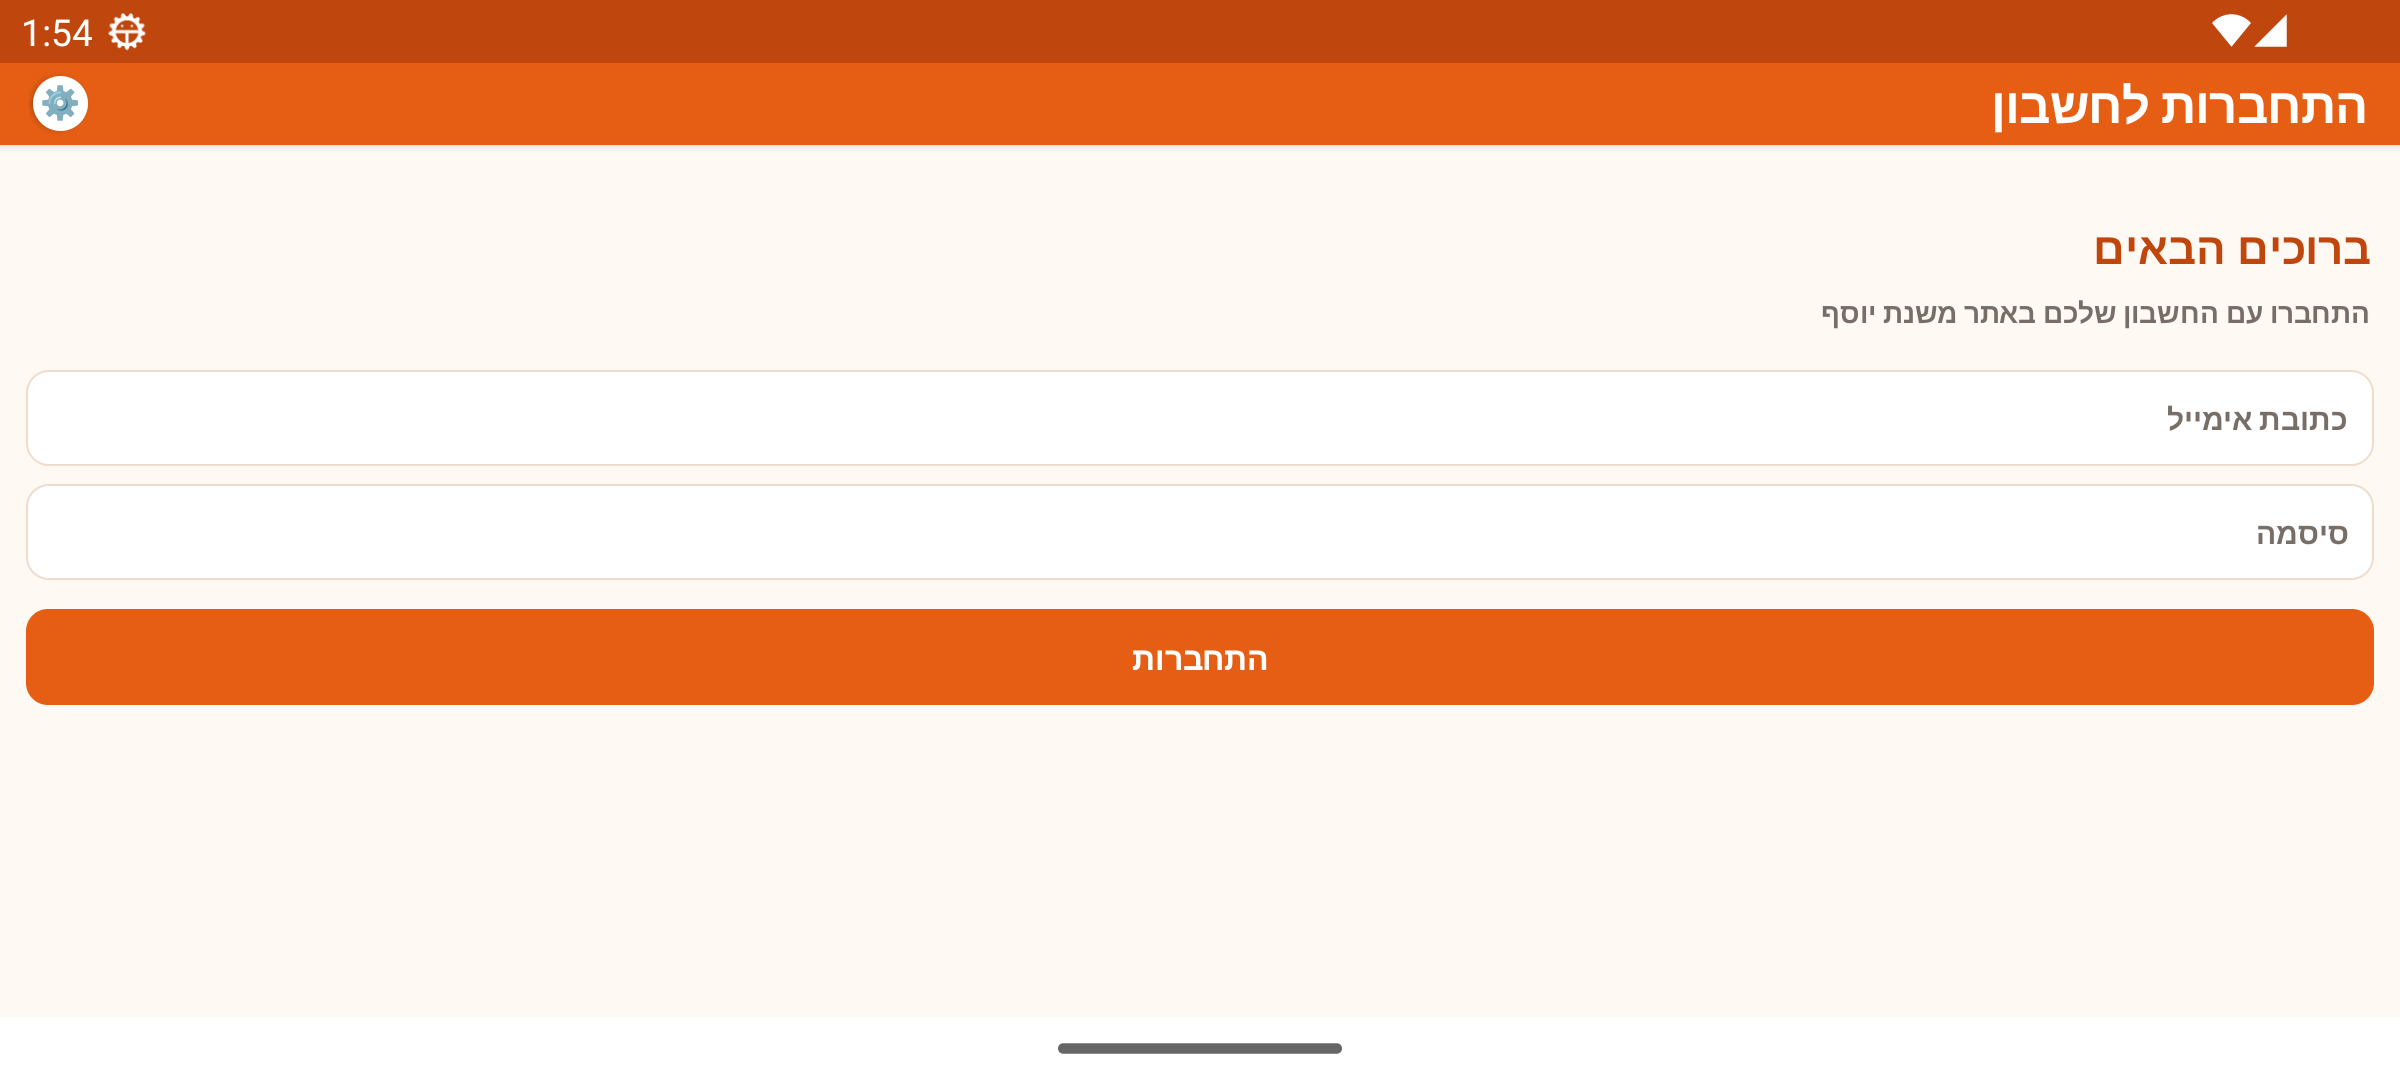 1:54
התחברות לחשבון
ברוכים הבאים
התחברו עם החשבון שלכם באתר משנת יוסף
כתובת אימייל
סיסמה
התחברות